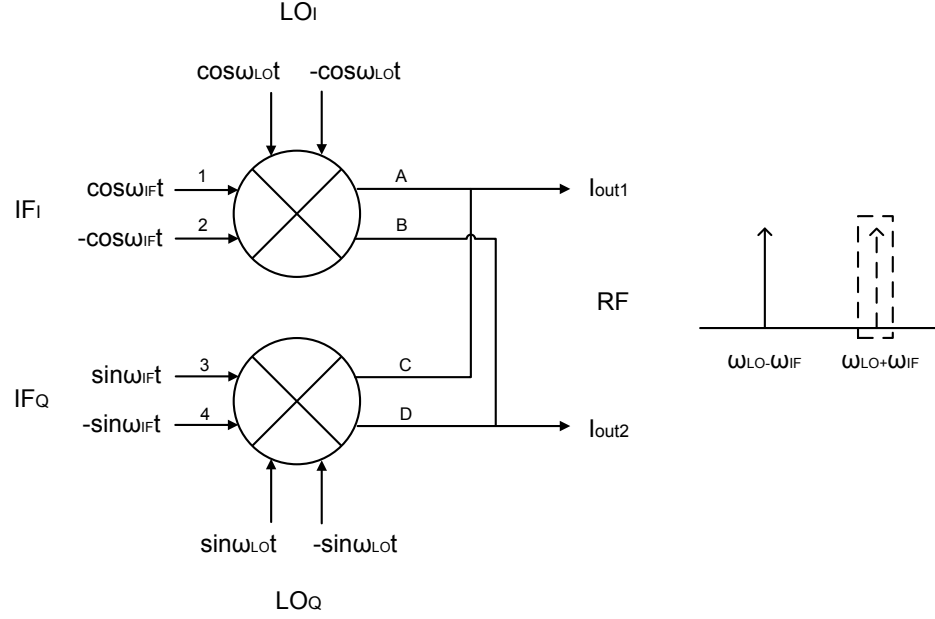 LOI
cosωLOt -cosωLOt
cosωIFt 1 A Iout1
IFI
-cosωIFt 2 B
RF
ωLO-ωIF ωLO+ωIF
sinωIFt 3 C
IFQ
-sinωIFt 4 D Iout2
sinωLOt -sinωLOt
LOQ